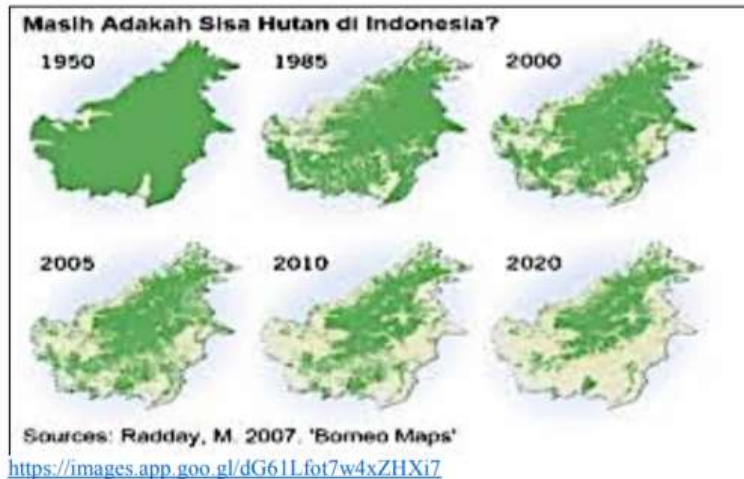 Masih Adakah Sisa Hutan di Indonesia?
1950 1985 2000
2005 2010 2020
Sources: Radday, M. 2007. 'Borneo Maps'
https://images.app.goo.gl/dG61Lfot7w4xZHXi7